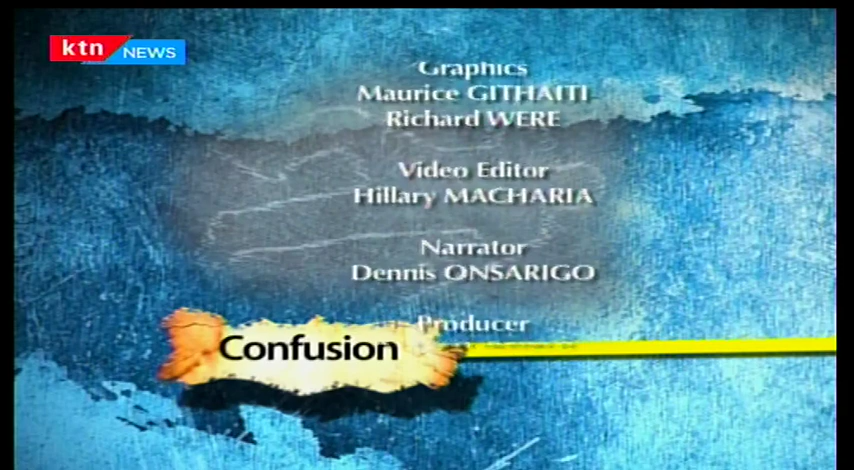 ktn NEWS
Graphics
Maurice GITHAITI
Richard WERE
Video Editor
Hillary MACHARIA
Narrator
Dennis ONSARIGO
Producer
Confusion